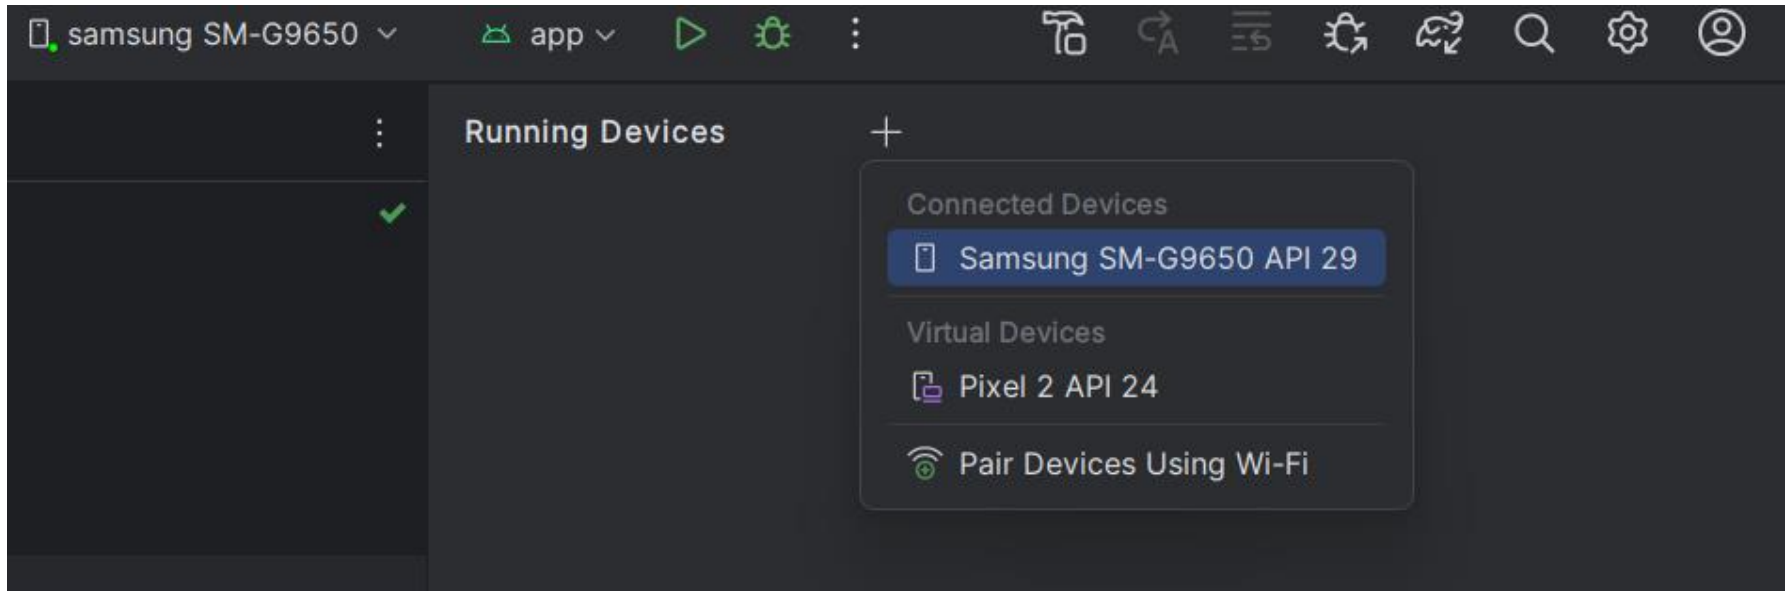 samsung SM-G9650
app
Running Devices
Connected Devices
Samsung SM-G9650 API 29
Virtual Devices
Pixel 2 API 24
Pair Devices Using Wi-Fi